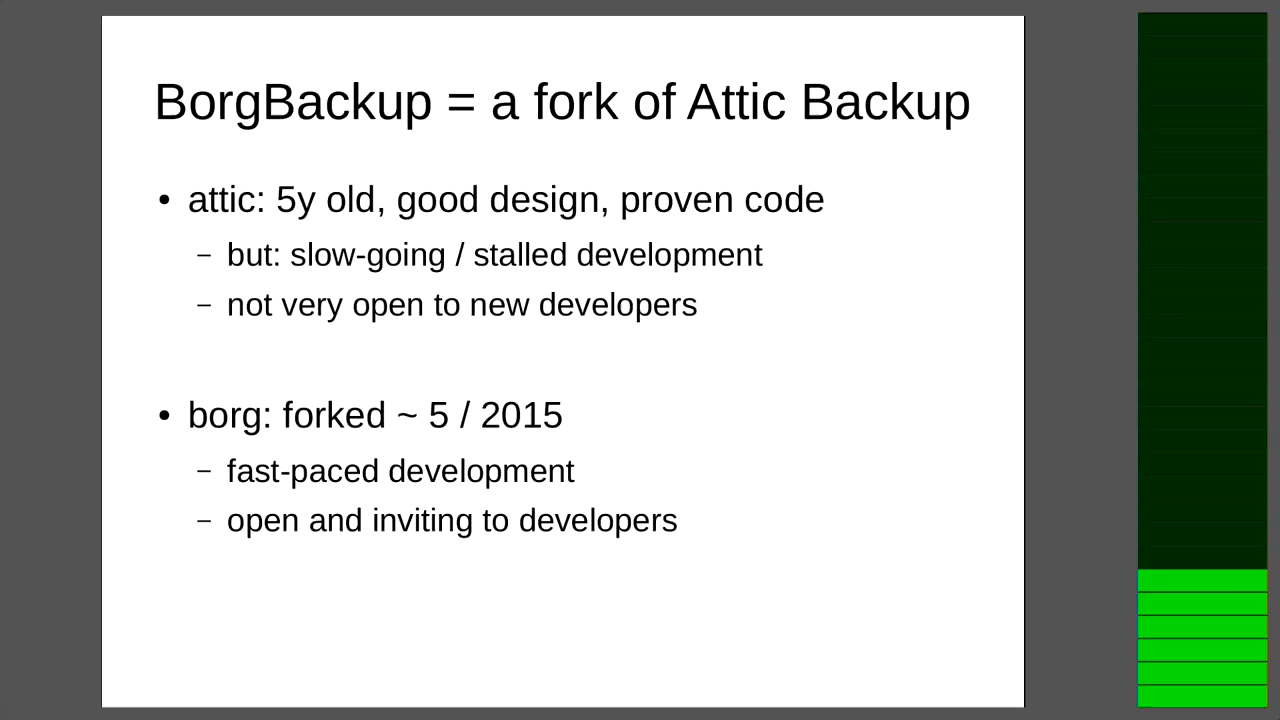 BorgBackup = a fork of Attic Backup
• attic: 5y old, good design, proven code
– but: slow-going / stalled development
– not very open to new developers
• borg: forked ~ 5 / 2015
– fast-paced development
– open and inviting to developers